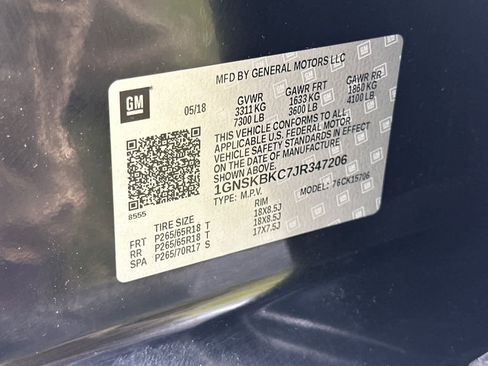 MFD BY GENERAL MOTORS LLC
GM
05/18
GVWR GAWR FRT GAWR RR
3311 KG 1633 KG 1860 KG
7300 LB 3600 LB 4100 LB
THIS VEHICLE CONFORMS TO ALL
APPLICABLE U.S. FEDERAL MOTOR
VEHICLE SAFETY STANDARDS IN
EFFECT ON THE DATE OF MANUFACTURE
SHOWN ABOVE.
1GNSKBKC7JR347206
TYPE: M.P.V. MODEL: 76CK15706
8555
TIRE SIZE RIM
FRT P265/65R18 T 18X8.5J
RR P265/65R18 T 18X8.5J
SPA P265/70R17 S 17X7.5J